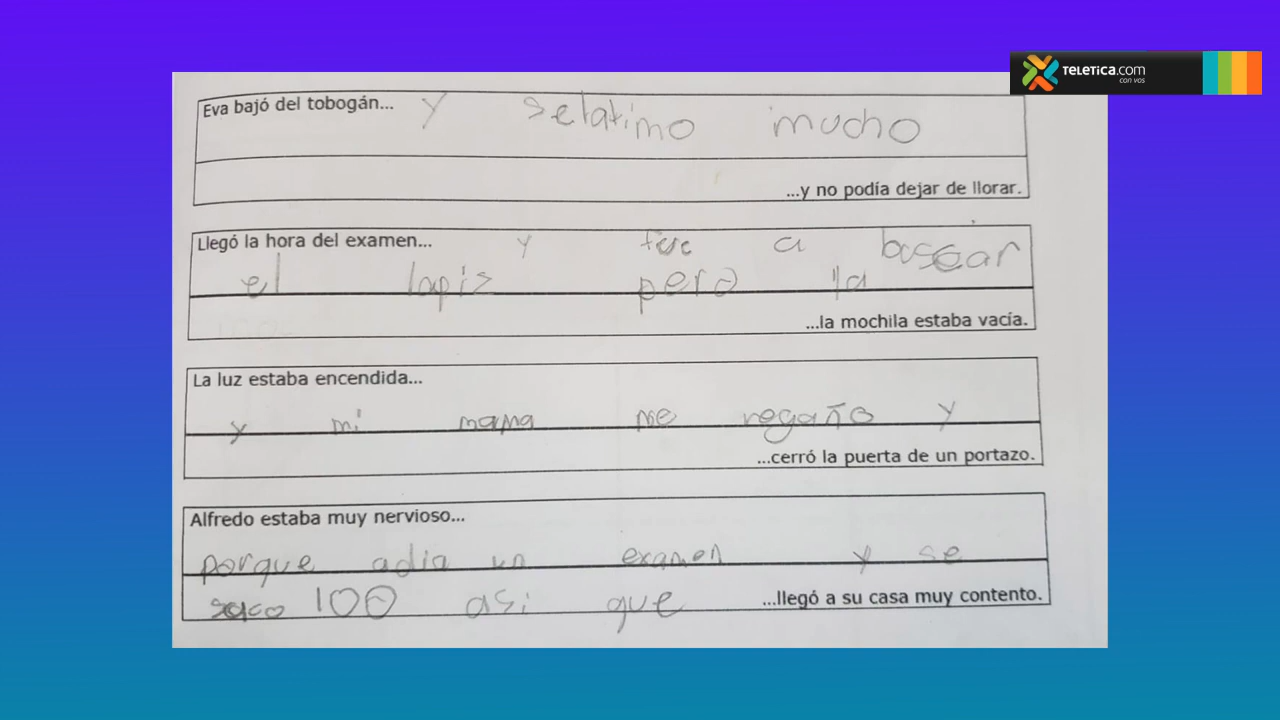 TELETICA.com
con vos
Eva bajó del tobogán... y selatimo mucho
...y no podía dejar de llorar.
Llegó la hora del examen... y fue a buscar
el lapiz pero la
...la mochila estaba vacía.
La luz estaba encendida...
y mi mama me regaño y
...cerró la puerta de un portazo.
Alfredo estaba muy nervioso...
porque adia un examen y se
saco 100 asi que ...llegó a su casa muy contento.